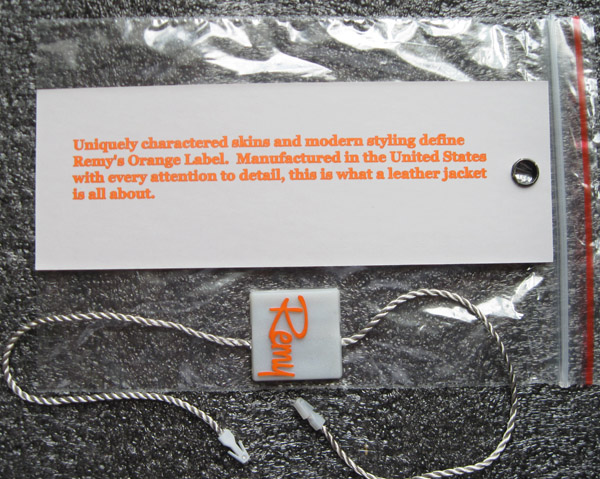 Uniquely charactered skins and modern styling define
Remy's Orange Label.  Manufactured in the United States
with every attention to detail, this is what a leather jacket
is all about.
Remy